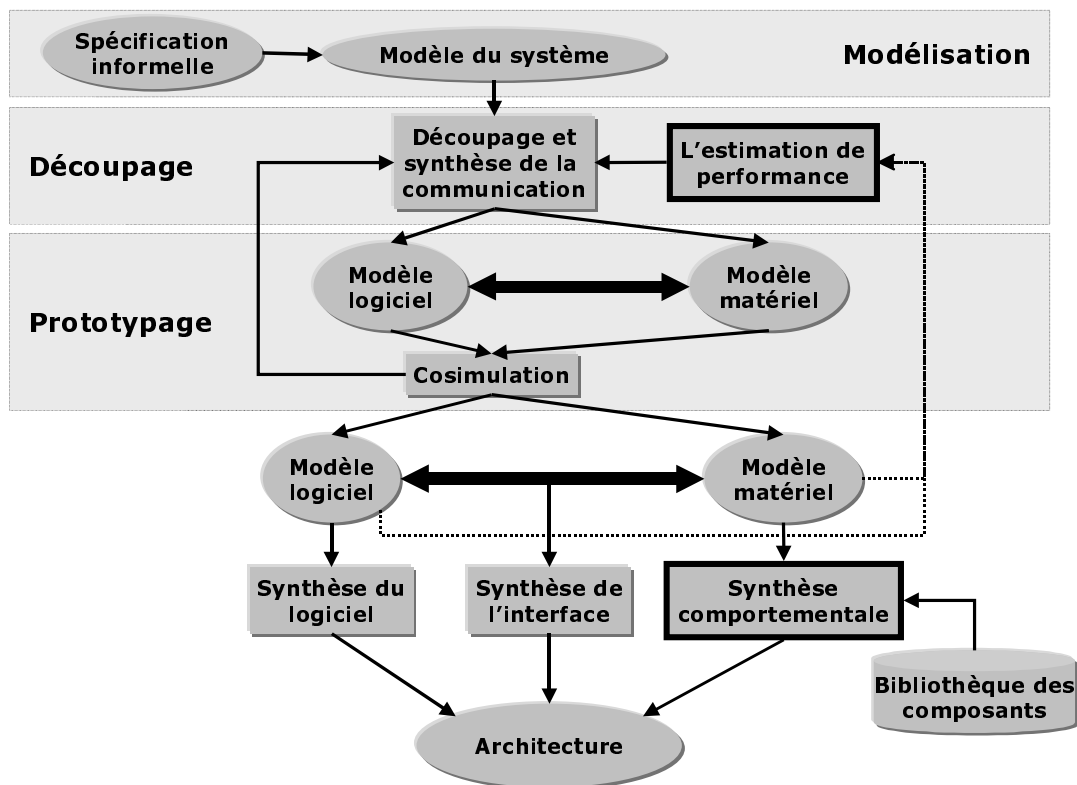 Spécification
informelle
Modèle du système
Modélisation
Découpage
Découpage et
synthèse de la
communication
L'estimation de
performance
Prototypage
Modèle
logiciel
Modèle
matériel
Cosimulation
Modèle
logiciel
Modèle
matériel
Synthèse du
logiciel
Synthèse de
l'interface
Synthèse
comportementale
Bibliothèque des
composants
Architecture